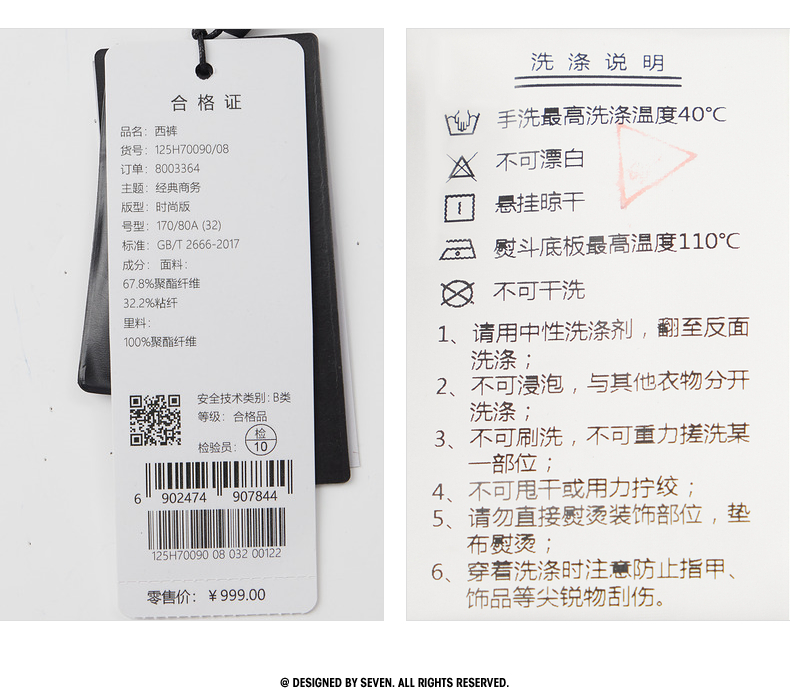 合格证
品名：西裤
货号：125H70090/08
订单：8003364
主题：经典商务
版型：时尚版
号型：170/80A (32)
标准：GB/T 2666-2017
成分： 面料：
67.8%聚酯纤维
32.2%粘纤
里料：
100%聚酯纤维
安全技术类别：B类
等级：合格品
检验员：
检
10
6 902474 907844
125H70090 08 032 00122
零售价：￥999.00
洗涤说明
手洗最高洗涤温度40℃
不可漂白
悬挂晾干
熨斗底板最高温度110℃
不可干洗
1、请用中性洗涤剂，翻至反面
洗涤；
2、不可浸泡，与其他衣物分开
洗涤；
3、不可刷洗，不可重力搓洗某
一部位；
4、不可甩干或用力拧绞；
5、请勿直接熨烫装饰部位，垫
布熨烫；
6、穿着洗涤时注意防止指甲、
饰品等尖锐物刮伤。
@ DESIGNED BY SEVEN. ALL RIGHTS RESERVED.